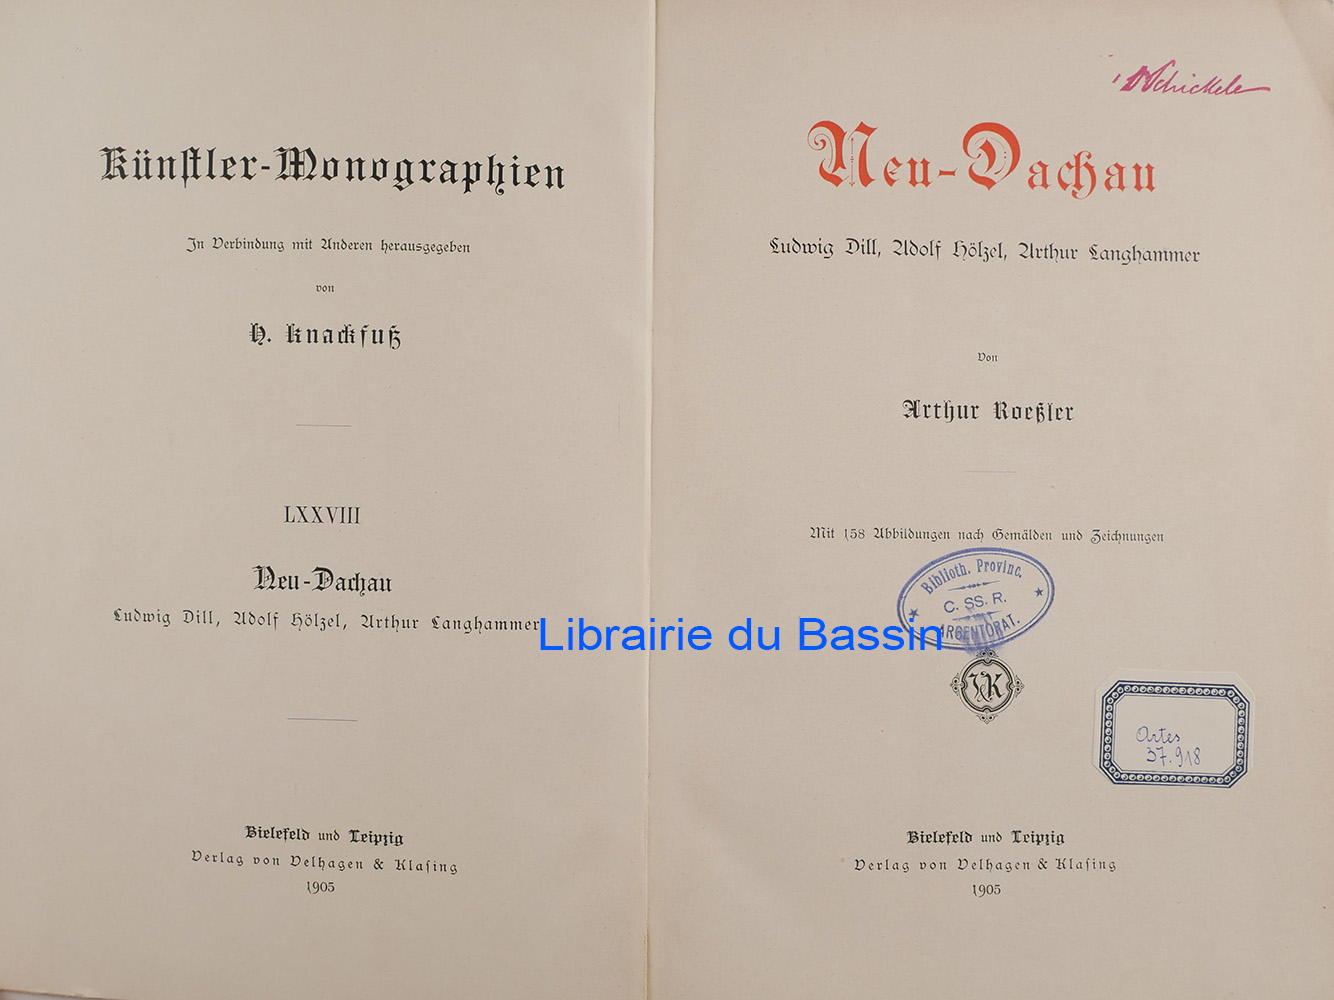 Künstler-Monographien
In Verbindung mit Anderen herausgegeben
von
H. Knackfuß
LXXVIII
Neu-Dachau
Ludwig Dill, Adolf Hölzel, Arthur Langhammer
Bielefeld und Leipzig
Verlag von Velhagen & Klasing
1905
Schickele
Neu-Dachau
Ludwig Dill, Adolf Hölzel, Arthur Langhammer
Von
Arthur Roeßler
Mit 158 Abbildungen nach Gemälden und Zeichnungen
Biblioth. Provinc.
C. SS. R.
ARGENTORAT.
VK
Artes
37.918
Bielefeld und Leipzig
Verlag von Velhagen & Klasing
1905
Librairie du Bassin